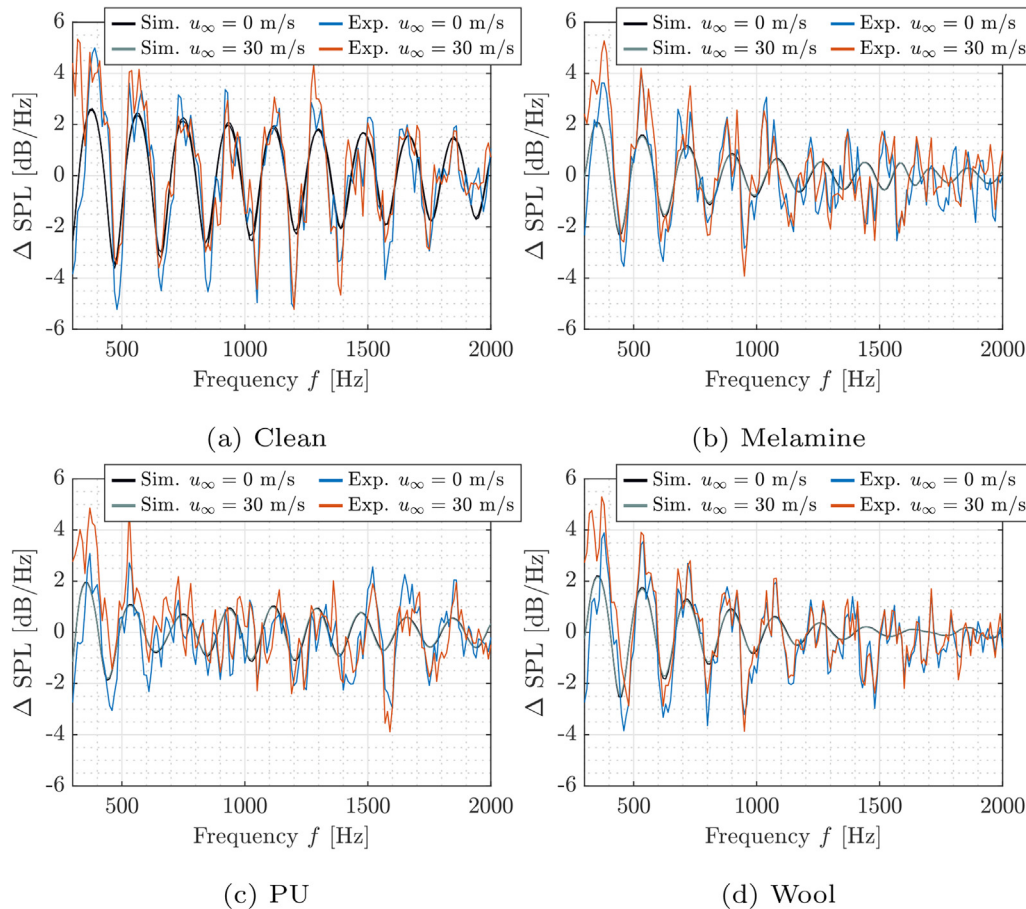 Sim. u∞ = 0 m/s Exp. u∞ = 0 m/s
Sim. u∞ = 30 m/s Exp. u∞ = 30 m/s
6
4
2
0
-2
-4
-6
Δ SPL [dB/Hz]
500 1000 1500 2000
Frequency f [Hz]
(a) Clean
Sim. u∞ = 0 m/s Exp. u∞ = 0 m/s
Sim. u∞ = 30 m/s Exp. u∞ = 30 m/s
6
4
2
0
-2
-4
-6
Δ SPL [dB/Hz]
500 1000 1500 2000
Frequency f [Hz]
(b) Melamine
Sim. u∞ = 0 m/s Exp. u∞ = 0 m/s
Sim. u∞ = 30 m/s Exp. u∞ = 30 m/s
6
4
2
0
-2
-4
-6
Δ SPL [dB/Hz]
500 1000 1500 2000
Frequency f [Hz]
(c) PU
Sim. u∞ = 0 m/s Exp. u∞ = 0 m/s
Sim. u∞ = 30 m/s Exp. u∞ = 30 m/s
6
4
2
0
-2
-4
-6
Δ SPL [dB/Hz]
500 1000 1500 2000
Frequency f [Hz]
(d) Wool